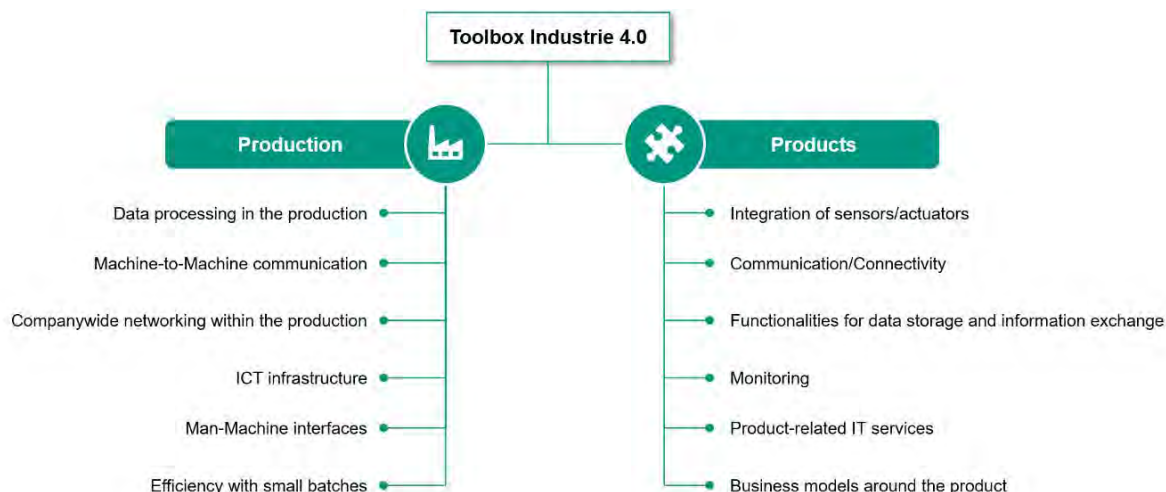 Toolbox Industrie 4.0
Production
Data processing in the production
Machine-to-Machine communication
Companywide networking within the production
ICT infrastructure
Man-Machine interfaces
Efficiency with small batches
Products
Integration of sensors/actuators
Communication/Connectivity
Functionalities for data storage and information exchange
Monitoring
Product-related IT services
Business models around the product